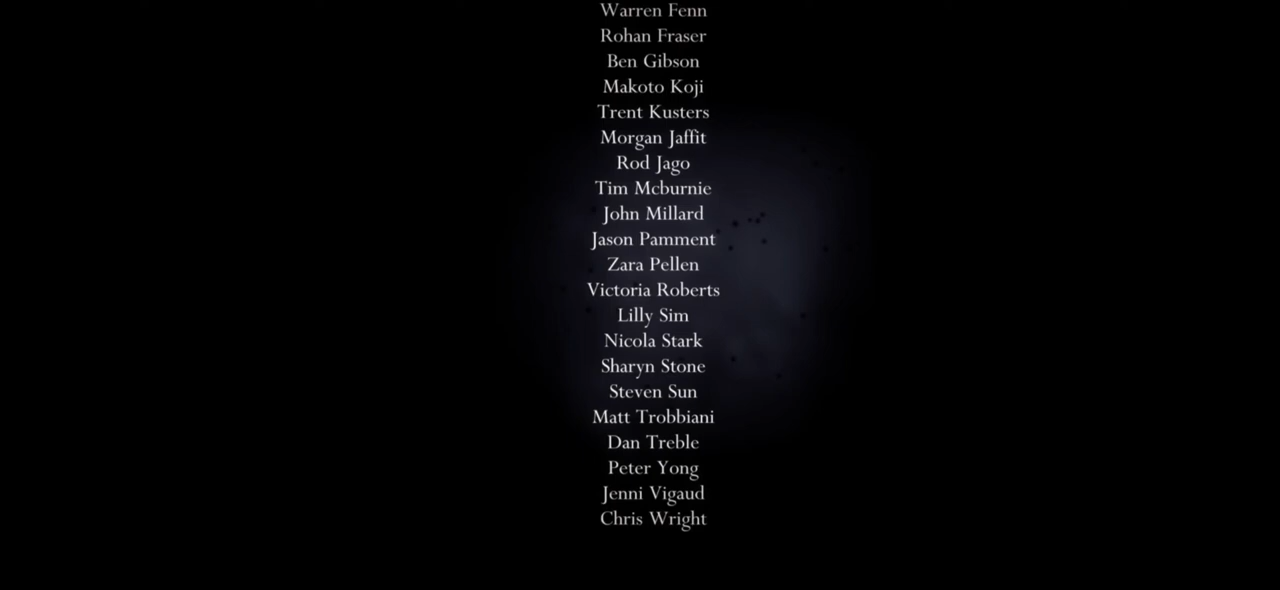 Warren Fenn
Rohan Fraser
Ben Gibson
Makoto Koji
Trent Kusters
Morgan Jaffit
Rod Jago
Tim Mcburnie
John Millard
Jason Pamment
Zara Pellen
Victoria Roberts
Lilly Sim
Nicola Stark
Sharyn Stone
Steven Sun
Matt Trobbiani
Dan Treble
Peter Yong
Jenni Vigaud
Chris Wright